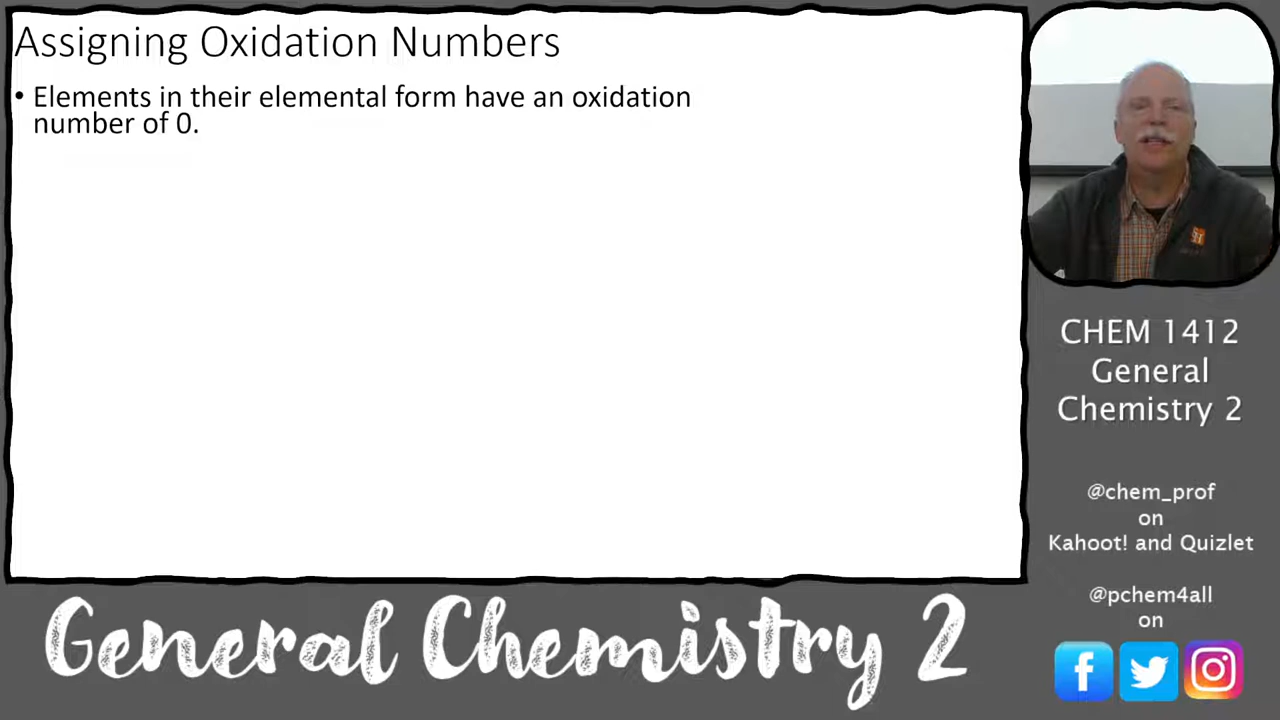 Assigning Oxidation Numbers
• Elements in their elemental form have an oxidation
number of 0.
CHEM 1412
General
Chemistry 2
@chem_prof
on
Kahoot! and Quizlet
@pchem4all
on
General Chemistry 2